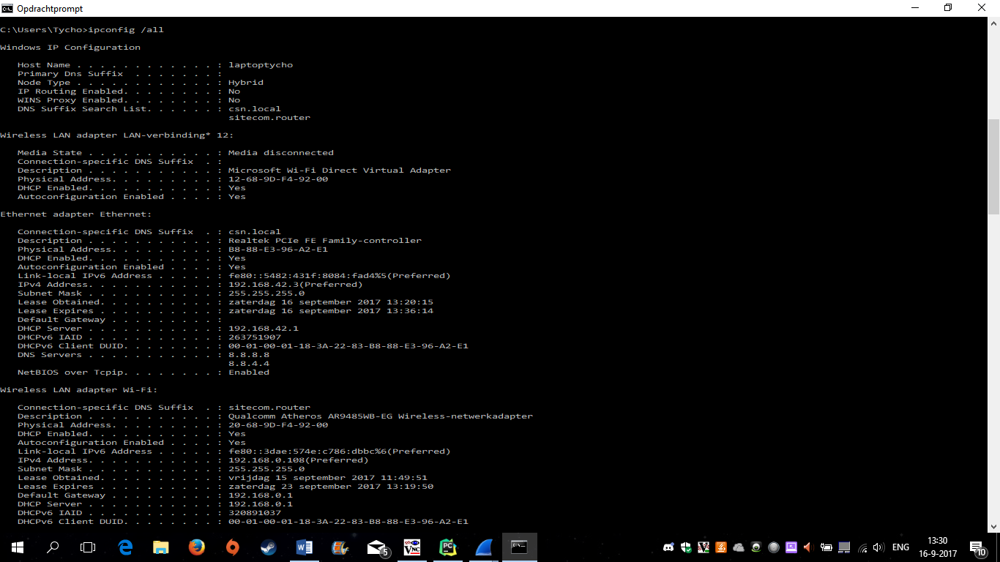 Opdrachtprompt
C:\Users\Tycho>ipconfig /all
Windows IP Configuration
Host Name . . . . . . . . . . . . : laptoptycho
Primary Dns Suffix  . . . . . . . :
Node Type . . . . . . . . . . . . : Hybrid
IP Routing Enabled. . . . . . . . : No
WINS Proxy Enabled. . . . . . . . : No
DNS Suffix Search List. . . . . . : csn.local
sitecom.router
Wireless LAN adapter LAN-verbinding* 12:
Media State . . . . . . . . . . . : Media disconnected
Connection-specific DNS Suffix  . :
Description . . . . . . . . . . . : Microsoft Wi-Fi Direct Virtual Adapter
Physical Address. . . . . . . . . : 12-68-9D-F4-92-00
DHCP Enabled. . . . . . . . . . . : Yes
Autoconfiguration Enabled . . . . : Yes
Ethernet adapter Ethernet:
Connection-specific DNS Suffix  . : csn.local
Description . . . . . . . . . . . : Realtek PCIe FE Family-controller
Physical Address. . . . . . . . . : B8-88-E3-96-A2-E1
DHCP Enabled. . . . . . . . . . . : Yes
Autoconfiguration Enabled . . . . : Yes
Link-local IPv6 Address . . . . . : fe80::5482:431f:8084:fad4%5(Preferred)
IPv4 Address. . . . . . . . . . . : 192.168.42.3(Preferred)
Subnet Mask . . . . . . . . . . . : 255.255.255.0
Lease Obtained. . . . . . . . . . : zaterdag 16 september 2017 13:20:15
Lease Expires . . . . . . . . . . : zaterdag 16 september 2017 13:36:14
Default Gateway . . . . . . . . . :
DHCP Server . . . . . . . . . . . : 192.168.42.1
DHCPv6 IAID . . . . . . . . . . . : 263751907
DHCPv6 Client DUID. . . . . . . . : 00-01-00-01-18-3A-22-83-B8-88-E3-96-A2-E1
DNS Servers . . . . . . . . . . . : 8.8.8.8
8.8.4.4
NetBIOS over Tcpip. . . . . . . . : Enabled
Wireless LAN adapter Wi-Fi:
Connection-specific DNS Suffix  . : sitecom.router
Description . . . . . . . . . . . : Qualcomm Atheros AR9485WB-EG Wireless-netwerkadapter
Physical Address. . . . . . . . . : 20-68-9D-F4-92-00
DHCP Enabled. . . . . . . . . . . : Yes
Autoconfiguration Enabled . . . . : Yes
Link-local IPv6 Address . . . . . : fe80::3dae:574e:c786:dbbc%6(Preferred)
IPv4 Address. . . . . . . . . . . : 192.168.0.108(Preferred)
Subnet Mask . . . . . . . . . . . : 255.255.255.0
Lease Obtained. . . . . . . . . . : vrijdag 15 september 2017 11:49:51
Lease Expires . . . . . . . . . . : zaterdag 23 september 2017 13:19:50
Default Gateway . . . . . . . . . : 192.168.0.1
DHCP Server . . . . . . . . . . . : 192.168.0.1
DHCPv6 IAID . . . . . . . . . . . : 320891037
DHCPv6 Client DUID. . . . . . . . : 00-01-00-01-18-3A-22-83-B8-88-E3-96-A2-E1
5
VNC
PC
ENG
13:30
16-9-2017
10